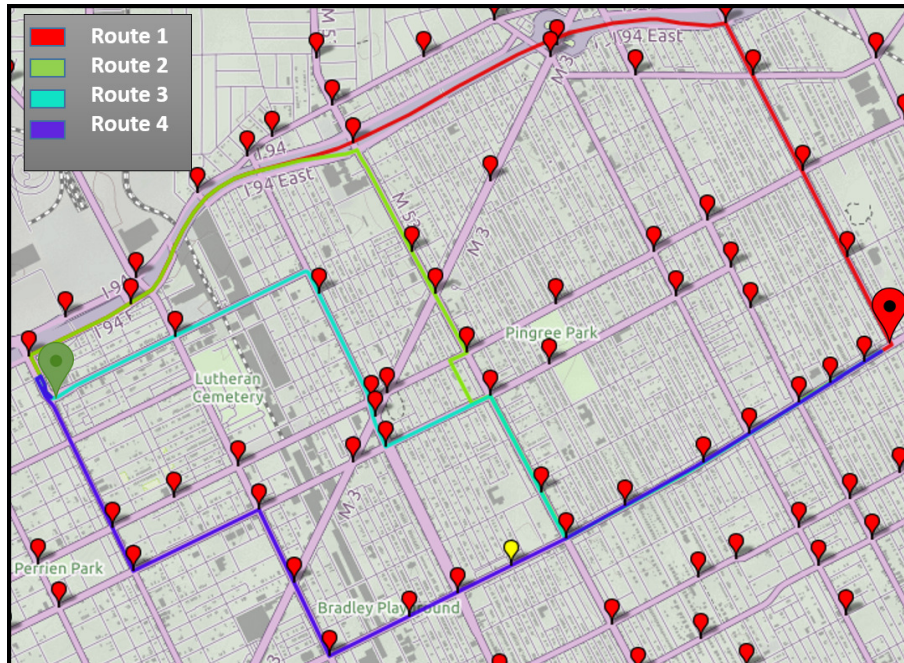 Route 1
Route 2
Route 3
Route 4
M 5
I 94 East
M 3
I 94
I 94 East
M 53
M 3
I 94
I 94 E
Pingree Park
Lutheran
Cemetery
M 3
Perrien Park
Bradley Playground